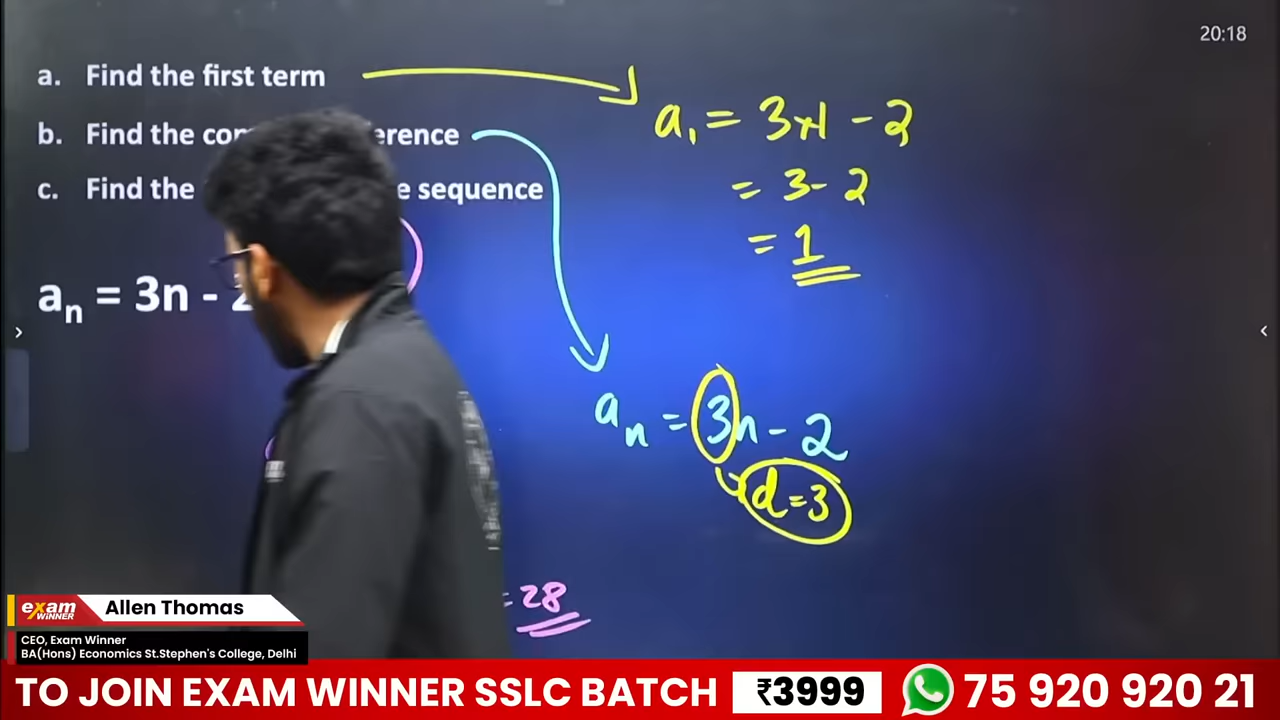 20:18
a. Find the first term
b. Find the erence
c. Find the e sequence
aₙ = 3n -
a₁ = 3×1 - 2
= 3 - 2
= 1
aₙ = 3n - 2
d = 3
= 28
exam WINNER
Allen Thomas
CEO, Exam Winner
BA(Hons) Economics St.Stephen's College, Delhi
TO JOIN EXAM WINNER SSLC BATCH ₹3999 75 920 920 21